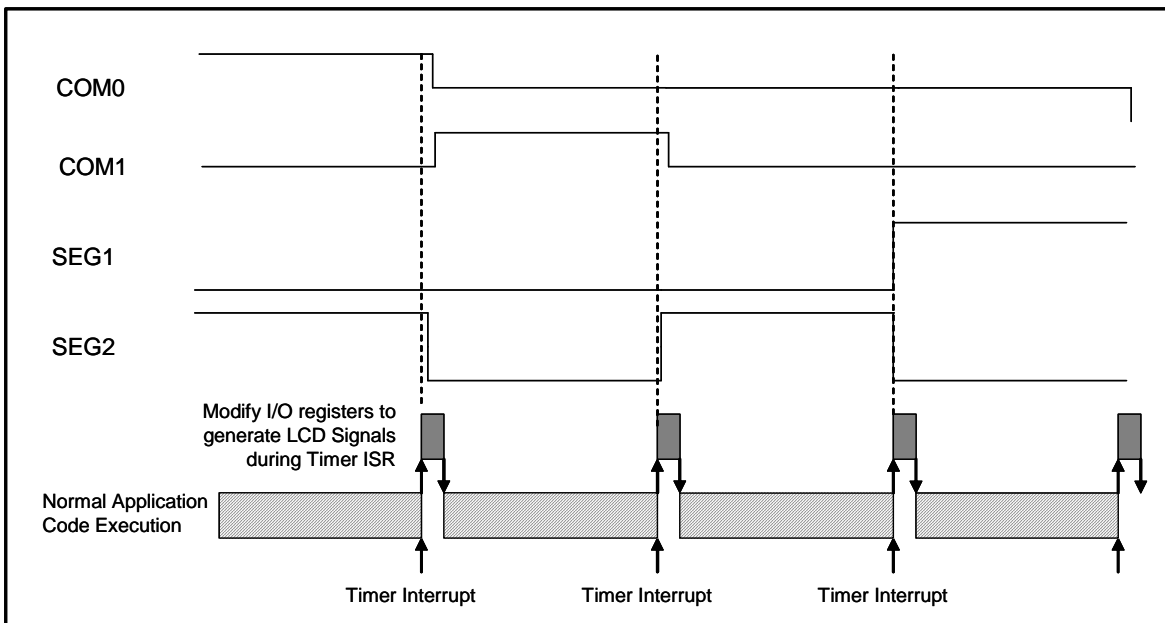 COM0
COM1
SEG1
SEG2
Modify I/O registers to
generate LCD Signals
during Timer ISR
Normal Application
Code Execution
Timer Interrupt
Timer Interrupt
Timer Interrupt